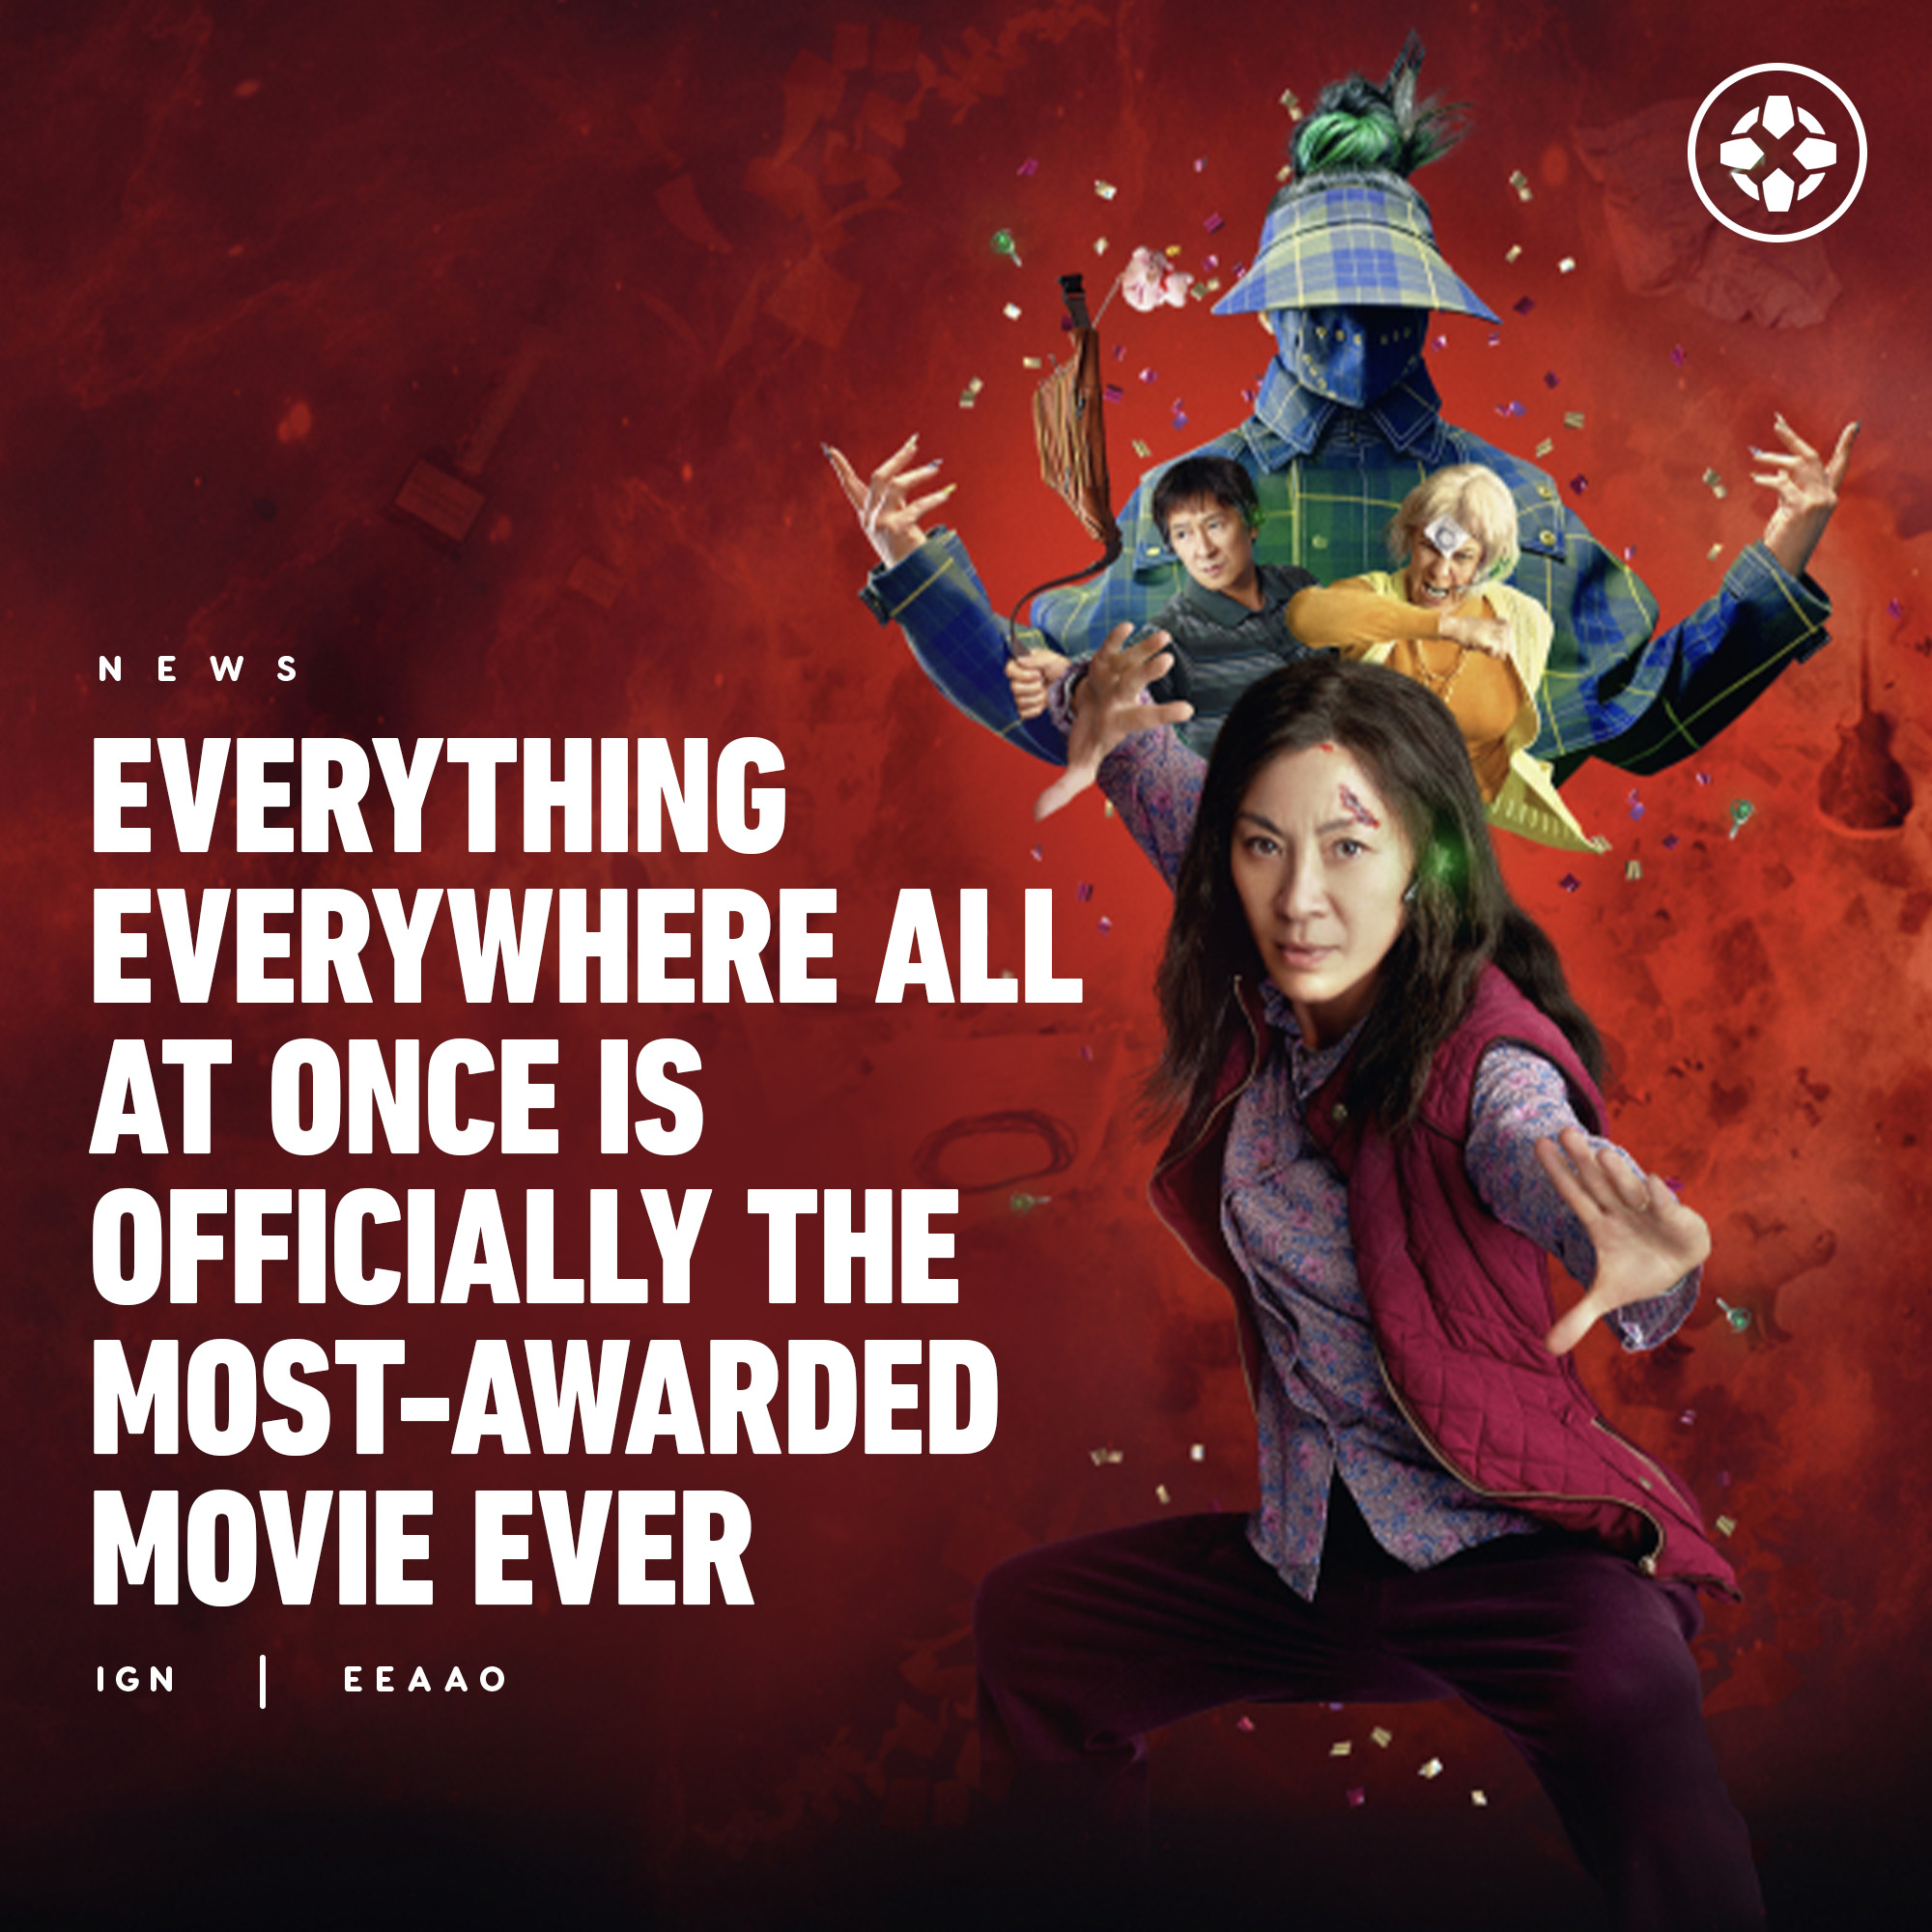 NEWS
EVERYTHING
EVERYWHERE ALL
AT ONCE IS
OFFICIALLY THE
MOST-AWARDED
MOVIE EVER
IGN | EEAAO